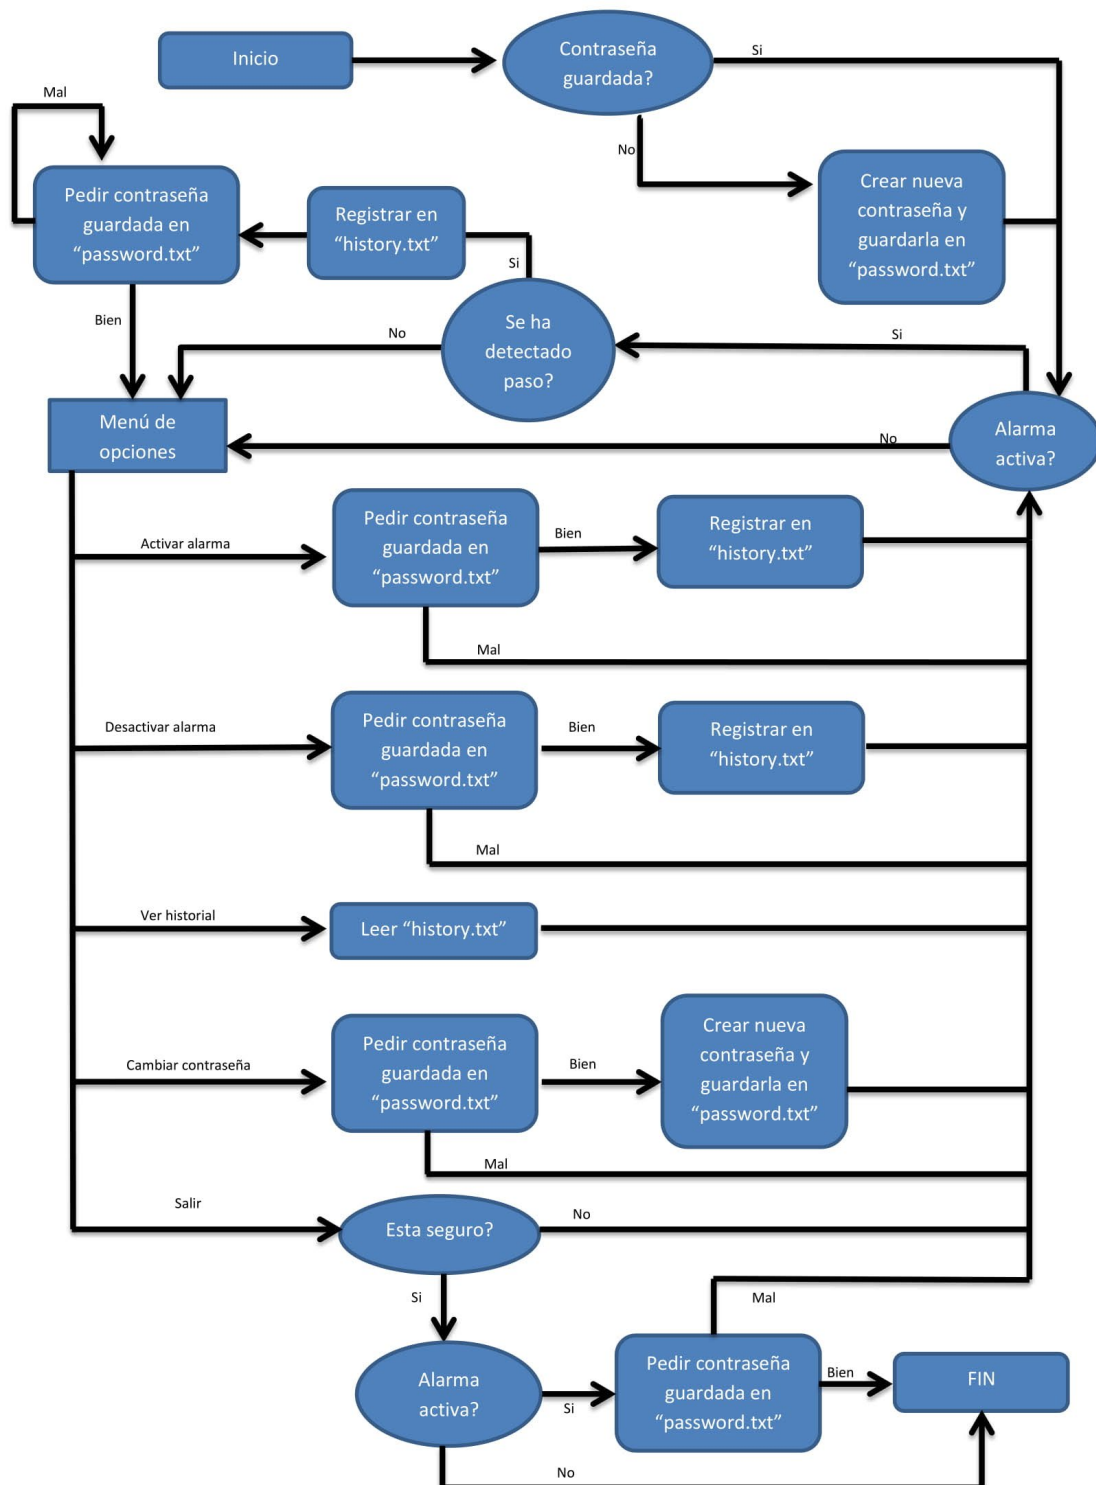 Inicio
Contraseña
guardada?
Si
Mal
No
Pedir contraseña
guardada en
“password.txt”
Registrar en
“history.txt”
Crear nueva
contraseña y
guardarla en
“password.txt”
Si
Bien
No
Se ha
detectado
paso?
Si
Menú de
opciones
No
Alarma
activa?
Activar alarma
Pedir contraseña
guardada en
“password.txt”
Bien
Registrar en
“history.txt”
Mal
Desactivar alarma
Pedir contraseña
guardada en
“password.txt”
Bien
Registrar en
“history.txt”
Mal
Ver historial
Leer “history.txt”
Cambiar contraseña
Pedir contraseña
guardada en
“password.txt”
Bien
Crear nueva
contraseña y
guardarla en
“password.txt”
Mal
Salir
Esta seguro?
No
Si
Mal
Alarma
activa?
Si
Pedir contraseña
guardada en
“password.txt”
Bien
FIN
No